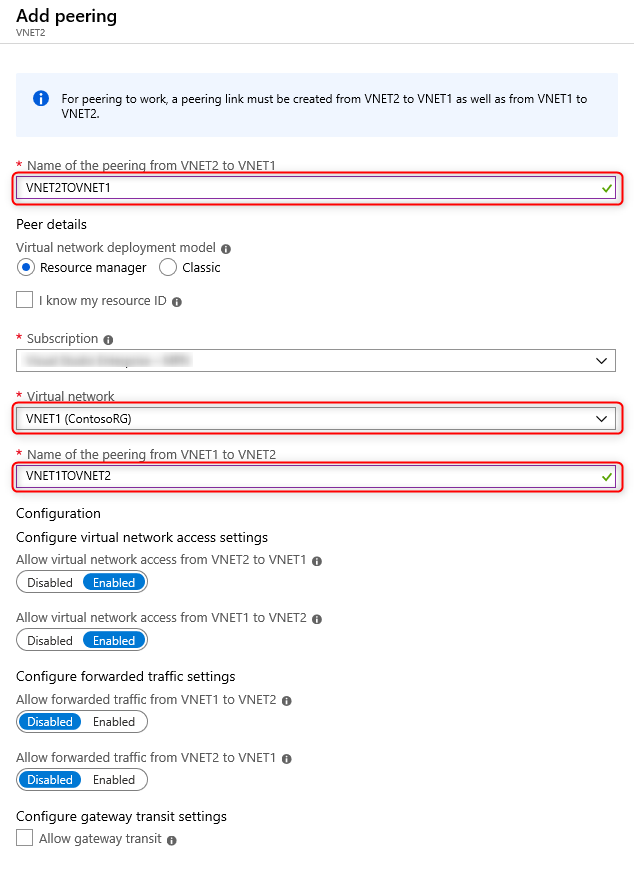 Add peering
VNET2
For peering to work, a peering link must be created from VNET2 to VNET1 as well as from VNET1 to
VNET2.
* Name of the peering from VNET2 to VNET1
VNET2TOVNET1
Peer details
Virtual network deployment model
Resource manager Classic
I know my resource ID
* Subscription
* Virtual network
VNET1 (ContosoRG)
* Name of the peering from VNET1 to VNET2
VNET1TOVNET2
Configuration
Configure virtual network access settings
Allow virtual network access from VNET2 to VNET1
Disabled Enabled
Allow virtual network access from VNET1 to VNET2
Disabled Enabled
Configure forwarded traffic settings
Allow forwarded traffic from VNET1 to VNET2
Disabled Enabled
Allow forwarded traffic from VNET2 to VNET1
Disabled Enabled
Configure gateway transit settings
Allow gateway transit